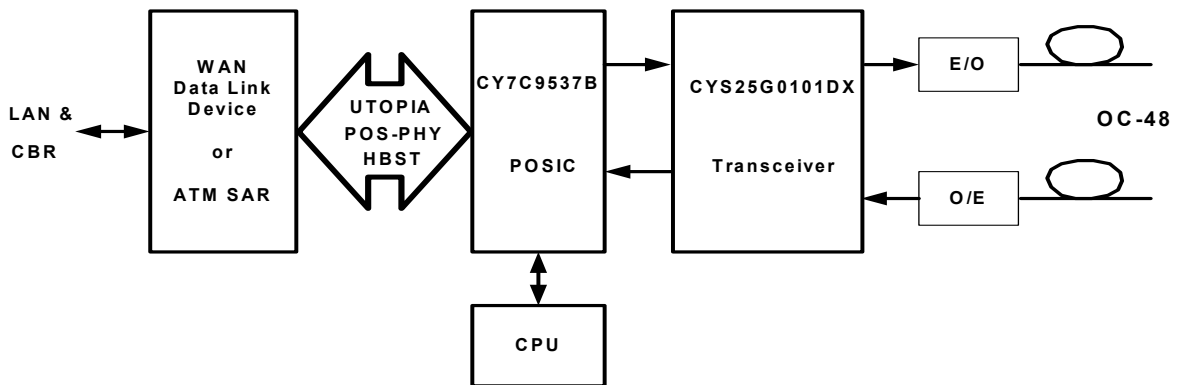 LAN &
CBR
WAN
Data Link
Device
or
ATM SAR
UTOPIA
POS-PHY
HBST
CY7C9537B
POSIC
CPU
CYS25G0101DX
Transceiver
E/O
O/E
OC-48